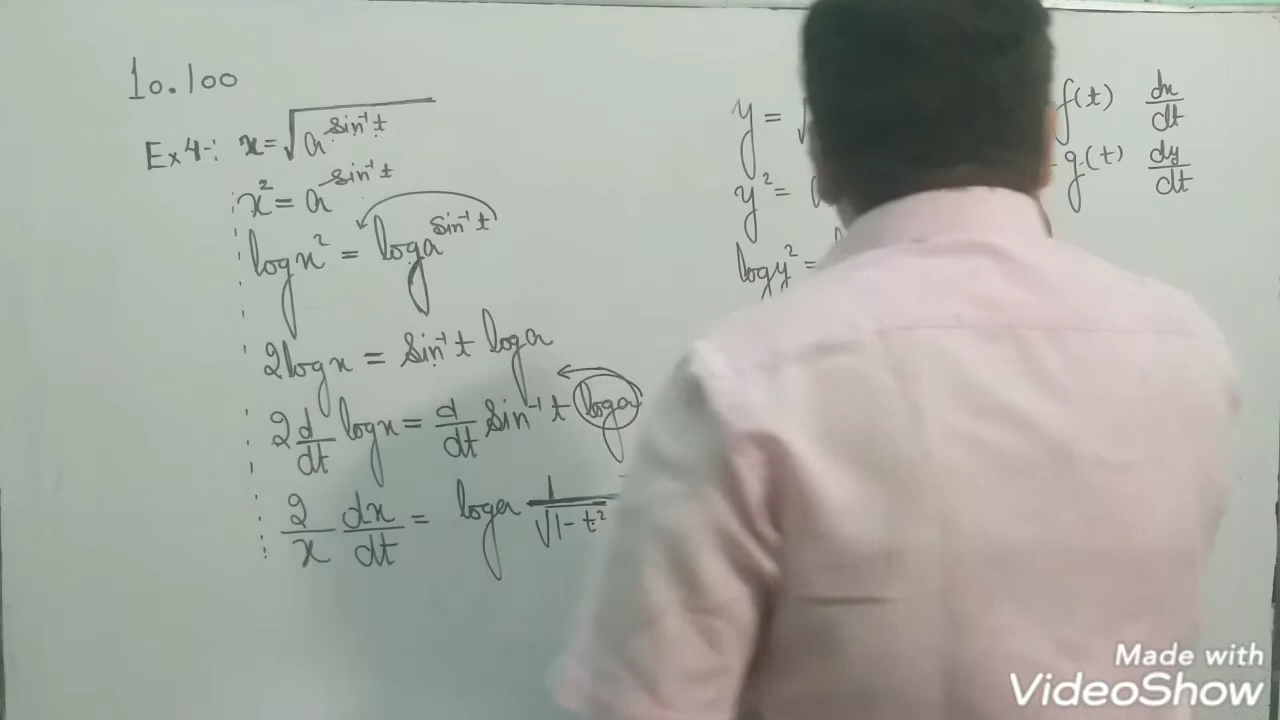 10.100
Ex 4-: x = √a^sin⁻¹ t
x² = a^sin⁻¹ t
log x² = log a^sin⁻¹ t
2 log x = sin⁻¹ t log a
2 d/dt log x = d/dt sin⁻¹ t log a
2/x dx/dt = log a 1/√1-t²
y = √
y² = a
log y² =
f(t) dx/dt
g(t) dy/dt
Made with
VideoShow